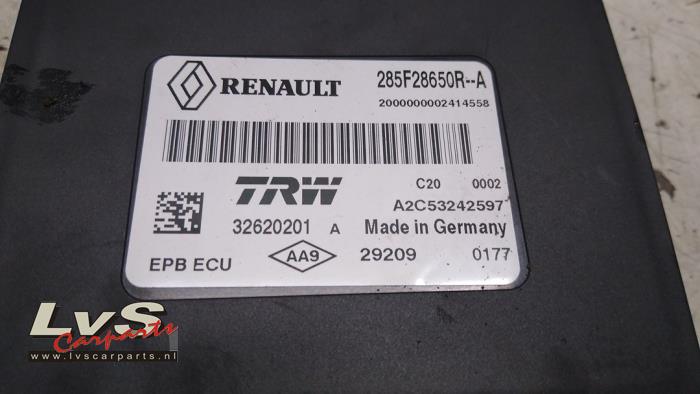 RENAULT
285F28650R--A
2000000002414558
TRW
C20 0002
A2C53242597
32620201 A
Made in Germany
EPB ECU
AA9
29209
0177
LvS
Carparts
www.lvscarparts.nl